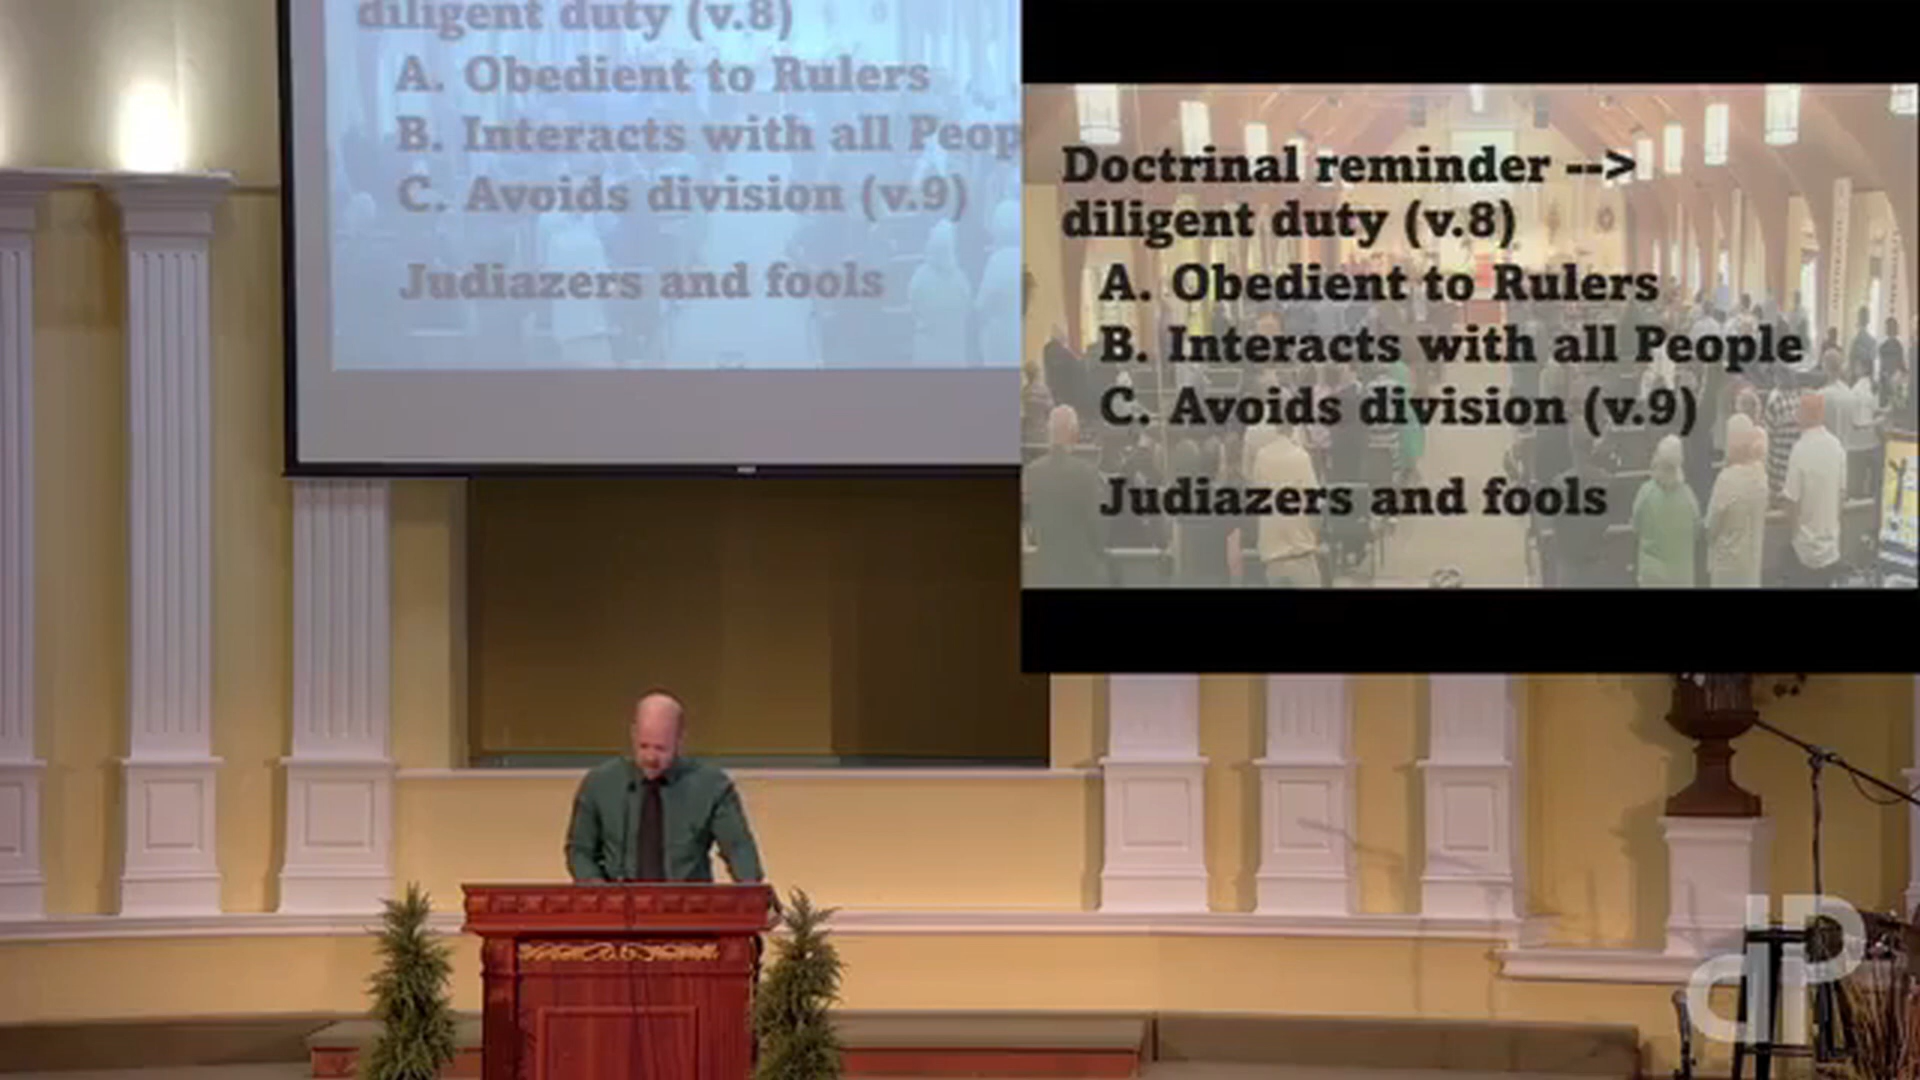 diligent duty (v.8)
A. Obedient to Rulers
B. Interacts with all Peop
C. Avoids division (v.9)
Judiazers and fools
Doctrinal reminder -->
diligent duty (v.8)
A. Obedient to Rulers
B. Interacts with all People
C. Avoids division (v.9)
Judiazers and fools
dP